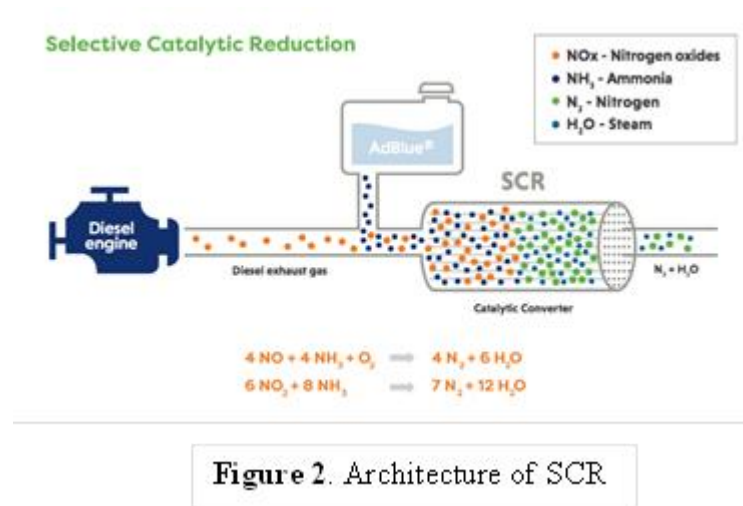 Selective Catalytic Reduction
• NOx - Nitrogen oxides
• NH₃ - Ammonia
• N₂ - Nitrogen
• H₂O - Steam
AdBlue®
SCR
Diesel
engine
Diesel exhaust gas
N₂ + H₂O
Catalytic Converter
4 NO + 4 NH₃ + O₂ ⇒ 4 N₂ + 6 H₂O
6 NO₂ + 8 NH₃ ⇒ 7 N₂ + 12 H₂O
Figure 2. Architecture of SCR